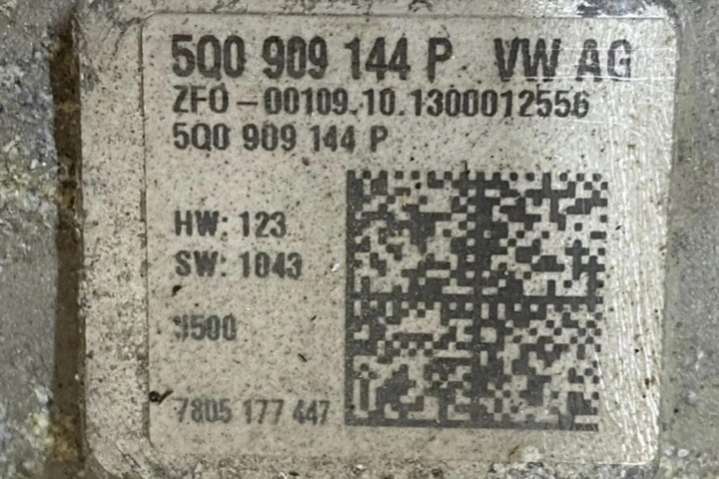 5Q0 909 144 P VW AG
ZFO-00109.10.1300012556
5Q0 909 144 P
HW: 123
SW: 1043
7805 177 447